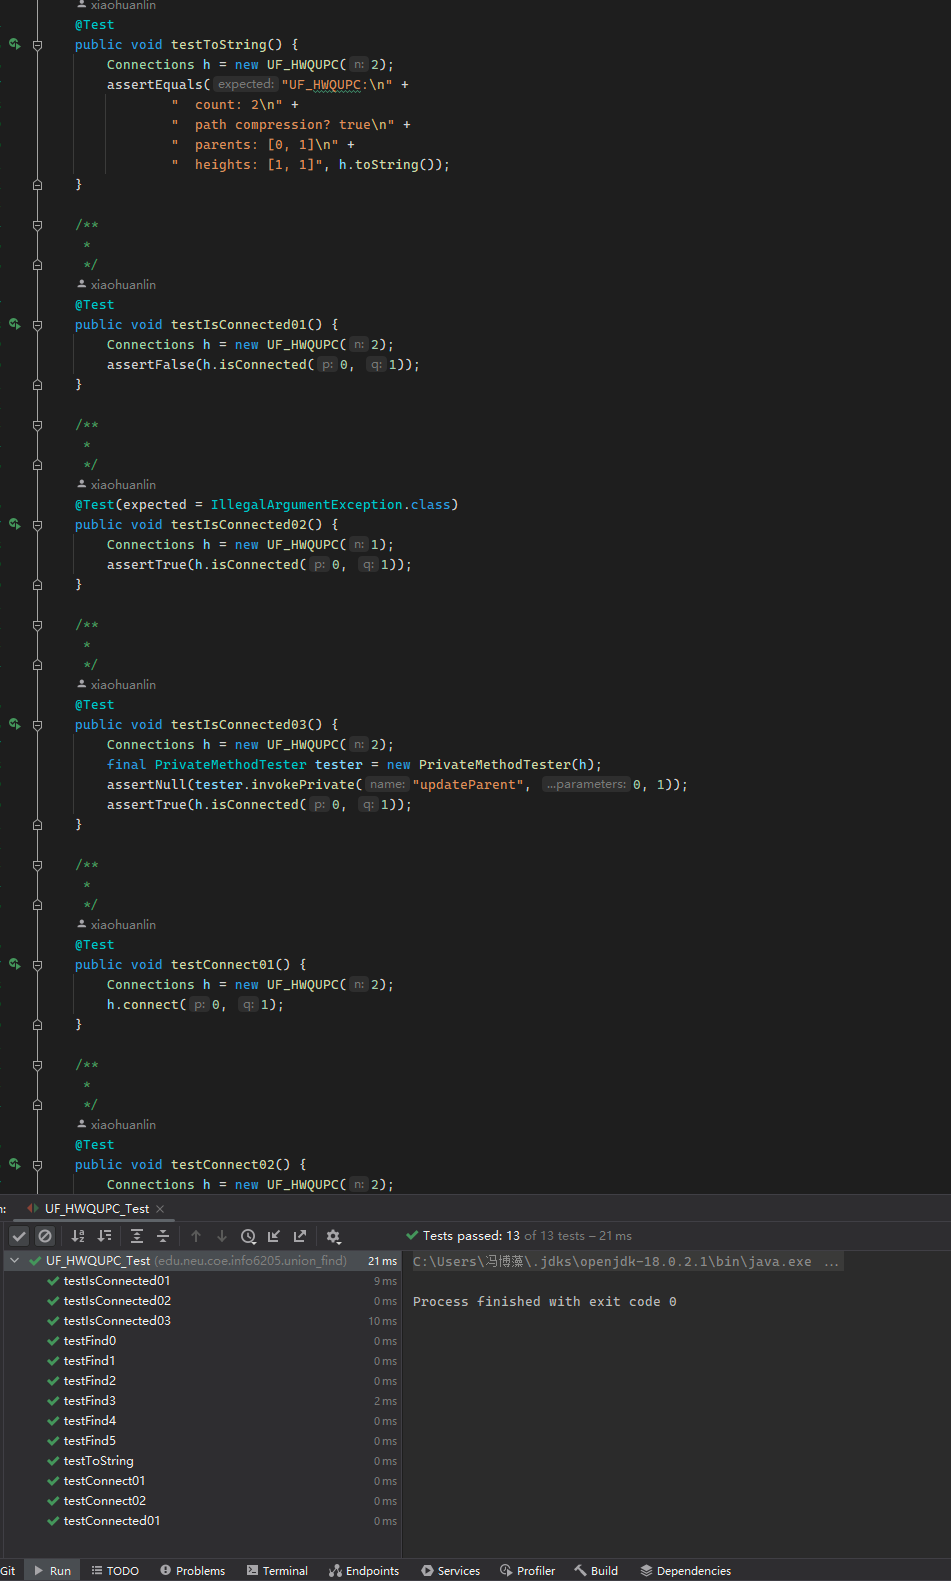 xiaohuanlin
@Test
public void testToString() {
Connections h = new UF_HWQUPC( n: 2);
assertEquals( expected: "UF_HWQUPC:\n" +
"  count: 2\n" +
"  path compression? true\n" +
"  parents: [0, 1]\n" +
"  heights: [1, 1]", h.toString());
}
/**
*
*/
xiaohuanlin
@Test
public void testIsConnected01() {
Connections h = new UF_HWQUPC( n: 2);
assertFalse(h.isConnected( p: 0, q: 1));
}
/**
*
*/
xiaohuanlin
@Test(expected = IllegalArgumentException.class)
public void testIsConnected02() {
Connections h = new UF_HWQUPC( n: 1);
assertTrue(h.isConnected( p: 0, q: 1));
}
/**
*
*/
xiaohuanlin
@Test
public void testIsConnected03() {
Connections h = new UF_HWQUPC( n: 2);
final PrivateMethodTester tester = new PrivateMethodTester(h);
assertNull(tester.invokePrivate( name: "updateParent", ...parameters: 0, 1));
assertTrue(h.isConnected( p: 0, q: 1));
}
/**
*
*/
xiaohuanlin
@Test
public void testConnect01() {
Connections h = new UF_HWQUPC( n: 2);
h.connect( p: 0, q: 1);
}
/**
*
*/
xiaohuanlin
@Test
public void testConnect02() {
Connections h = new UF_HWQUPC( n: 2);
n: UF_HWQUPC_Test ×
Tests passed: 13 of 13 tests – 21 ms
UF_HWQUPC_Test (edu.neu.coe.info6205.union_find) 21 ms
testIsConnected01 9 ms
testIsConnected02 0 ms
testIsConnected03 10 ms
testFind0 0 ms
testFind1 0 ms
testFind2 0 ms
testFind3 2 ms
testFind4 0 ms
testFind5 0 ms
testToString 0 ms
testConnect01 0 ms
testConnect02 0 ms
testConnected01 0 ms
C:\Users\冯博藻\.jdks\openjdk-18.0.2.1\bin\java.exe ...
Process finished with exit code 0
Git Run TODO Problems Terminal Endpoints Services Profiler Build Dependencies